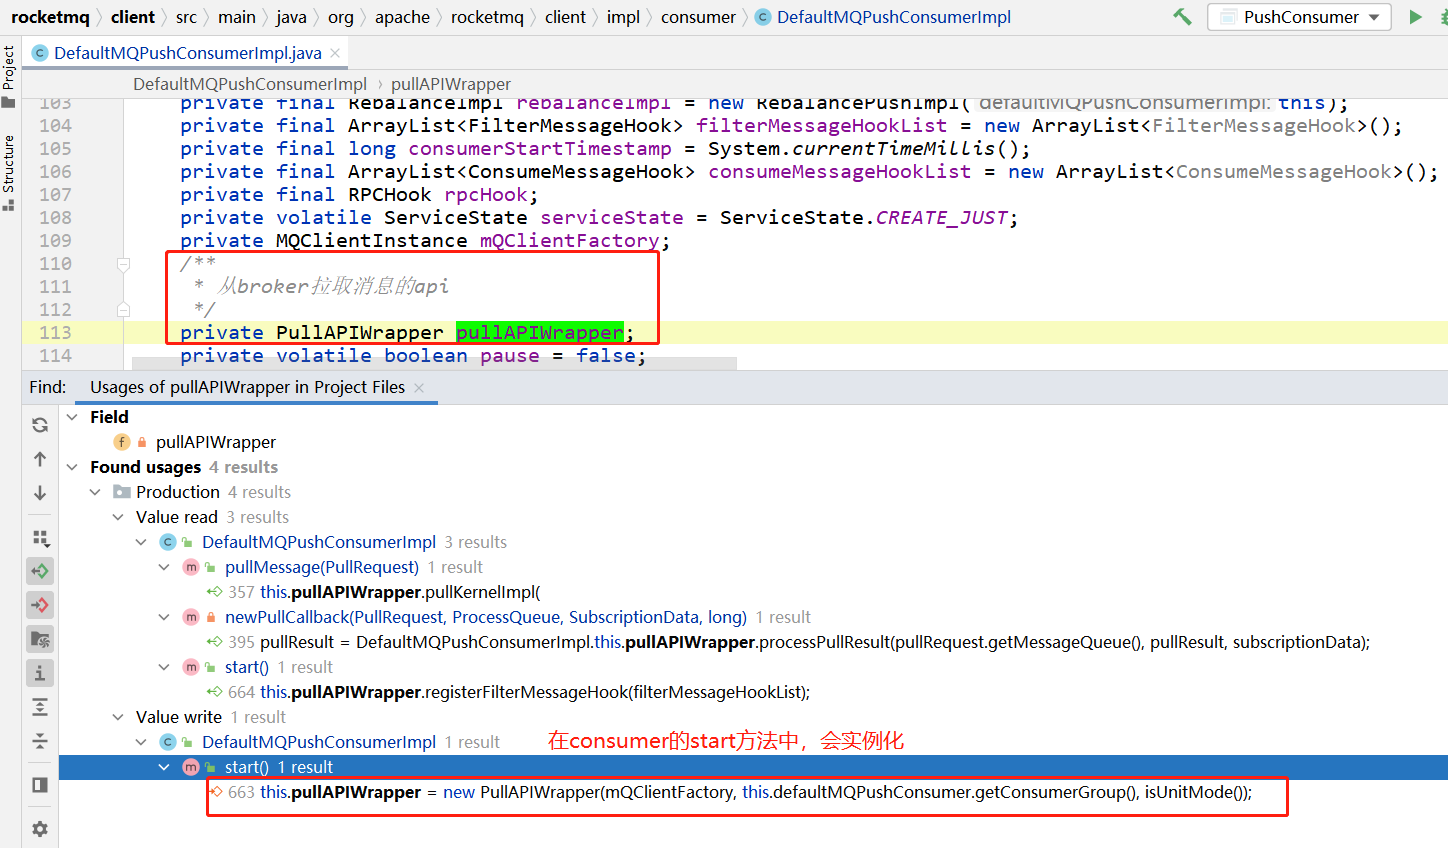 rocketmq client src main java org apache rocketmq client impl consumer DefaultMQPushConsumerImpl PushConsumer
Project
Structure
DefaultMQPushConsumerImpl.java
DefaultMQPushConsumerImpl › pullAPIWrapper
103 private final RebalanceImpl rebalanceImpl = new RebalancePushImpl( defaultMQPushConsumerImpl: this);
104 private final ArrayList<FilterMessageHook> filterMessageHookList = new ArrayList<FilterMessageHook>();
105 private final long consumerStartTimestamp = System.currentTimeMillis();
106 private final ArrayList<ConsumeMessageHook> consumeMessageHookList = new ArrayList<ConsumeMessageHook>();
107 private final RPCHook rpcHook;
108 private volatile ServiceState serviceState = ServiceState.CREATE_JUST;
109 private MQClientInstance mQClientFactory;
110 /**
111 * 从broker拉取消息的api
112 */
113 private PullAPIWrapper pullAPIWrapper;
114 private volatile boolean pause = false;
Find: Usages of pullAPIWrapper in Project Files
Field
pullAPIWrapper
Found usages 4 results
Production 4 results
Value read 3 results
DefaultMQPushConsumerImpl 3 results
pullMessage(PullRequest) 1 result
357 this.pullAPIWrapper.pullKernelImpl(
newPullCallback(PullRequest, ProcessQueue, SubscriptionData, long) 1 result
395 pullResult = DefaultMQPushConsumerImpl.this.pullAPIWrapper.processPullResult(pullRequest.getMessageQueue(), pullResult, subscriptionData);
start() 1 result
664 this.pullAPIWrapper.registerFilterMessageHook(filterMessageHookList);
Value write 1 result
DefaultMQPushConsumerImpl 1 result
在consumer的start方法中，会实例化
start() 1 result
663 this.pullAPIWrapper = new PullAPIWrapper(mQClientFactory, this.defaultMQPushConsumer.getConsumerGroup(), isUnitMode());